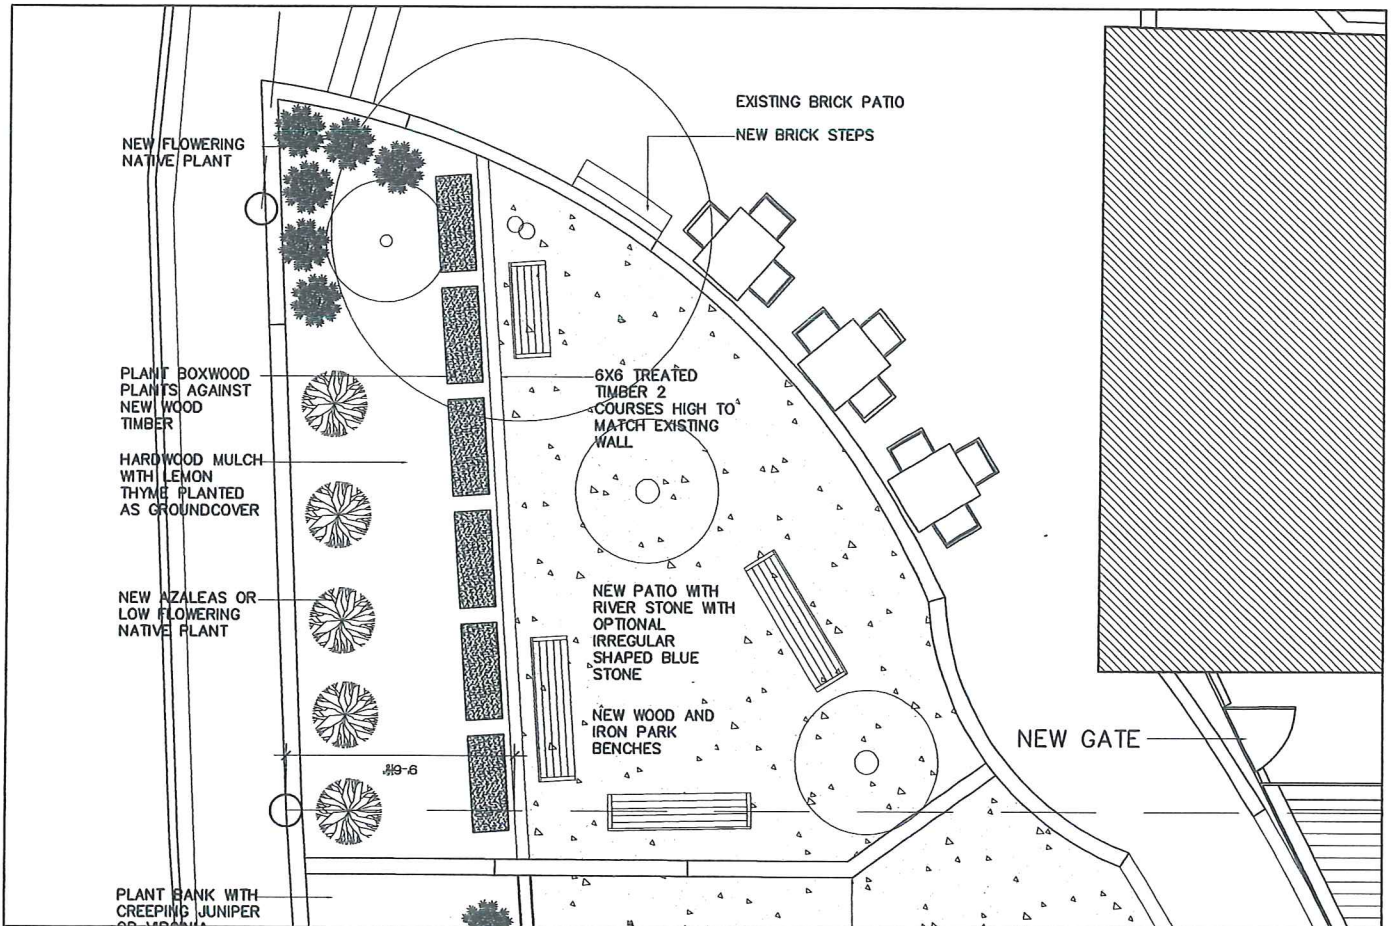 EXISTING BRICK PATIO
NEW BRICK STEPS
NEW FLOWERING
NATIVE PLANT
PLANT BOXWOOD
PLANTS AGAINST
NEW WOOD
TIMBER
6X6 TREATED
TIMBER 2
COURSES HIGH TO
MATCH EXISTING
WALL
HARDWOOD MULCH
WITH LEMON
THYME PLANTED
AS GROUNDCOVER
NEW AZALEAS OR
LOW FLOWERING
NATIVE PLANT
NEW PATIO WITH
RIVER STONE WITH
OPTIONAL
IRREGULAR
SHAPED BLUE
STONE
NEW WOOD AND
IRON PARK
BENCHES
NEW GATE
PLANT BANK WITH
CREEPING JUNIPER
OR VIRGINIA